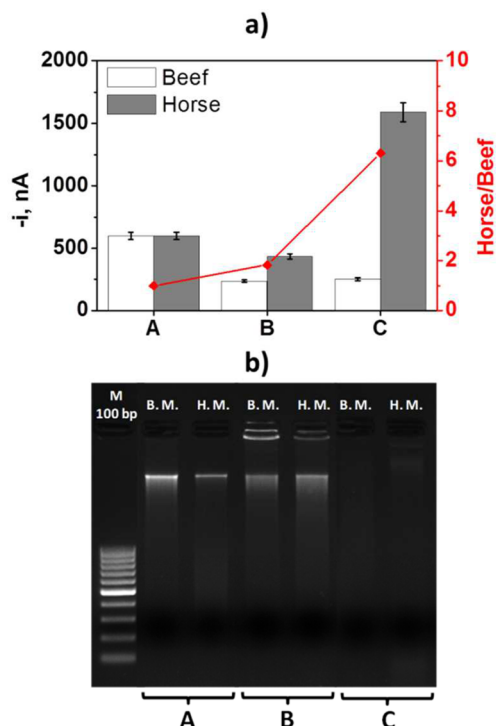 a)
2000
1500
1000
500
0
-i, nA
Beef
Horse
10
8
6
4
2
0
Horse/Beef
A B C
b)
M
100 bp
B. M. H. M. B. M. H. M. B. M. H. M.
A B C